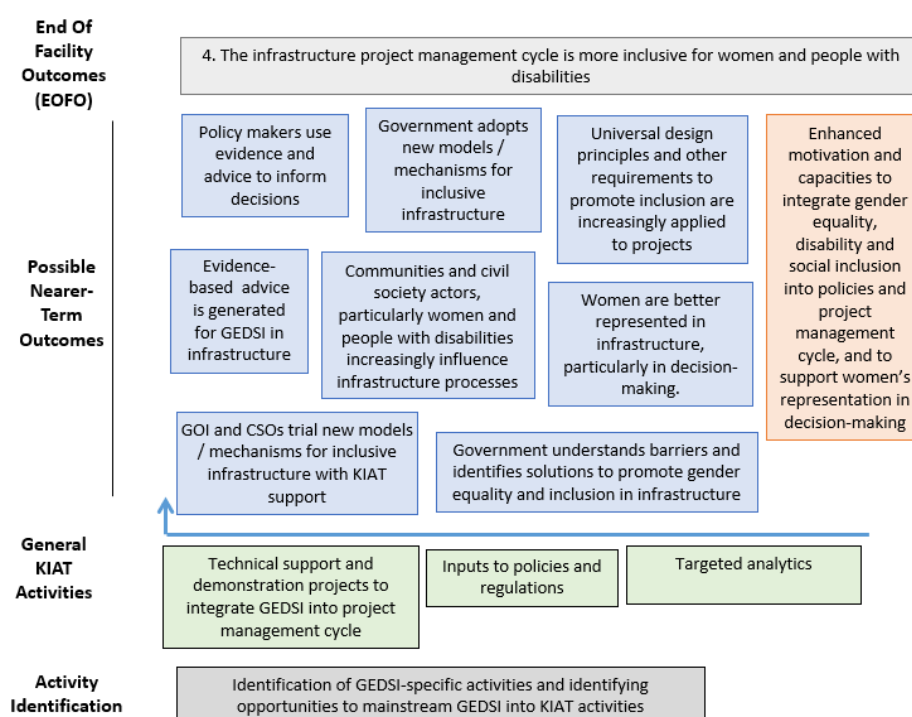 End Of
Facility
Outcomes
(EOFO)
4. The infrastructure project management cycle is more inclusive for women and people with
disabilities
Possible
Nearer-
Term
Outcomes
Policy makers use
evidence and
advice to inform
decisions
Government adopts
new models /
mechanisms for
inclusive
infrastructure
Universal design
principles and other
requirements to
promote inclusion are
increasingly applied
to projects
Enhanced
motivation and
capacities to
integrate gender
equality,
disability and
social inclusion
into policies and
project
management
cycle, and to
support women’s
representation in
decision-making
Evidence-
based advice
is generated
for GEDSI in
infrastructure
Communities and civil
society actors,
particularly women and
people with disabilities
increasingly influence
infrastructure processes
Women are better
represented in
infrastructure,
particularly in decision-
making.
GOI and CSOs trial new models
/ mechanisms for inclusive
infrastructure with KIAT
support
Government understands barriers and
identifies solutions to promote gender
equality and inclusion in infrastructure
General
KIAT
Activities
Technical support and
demonstration projects to
integrate GEDSI into project
management cycle
Inputs to policies and
regulations
Targeted analytics
Activity
Identification
Identification of GEDSI-specific activities and identifying
opportunities to mainstream GEDSI into KIAT activities